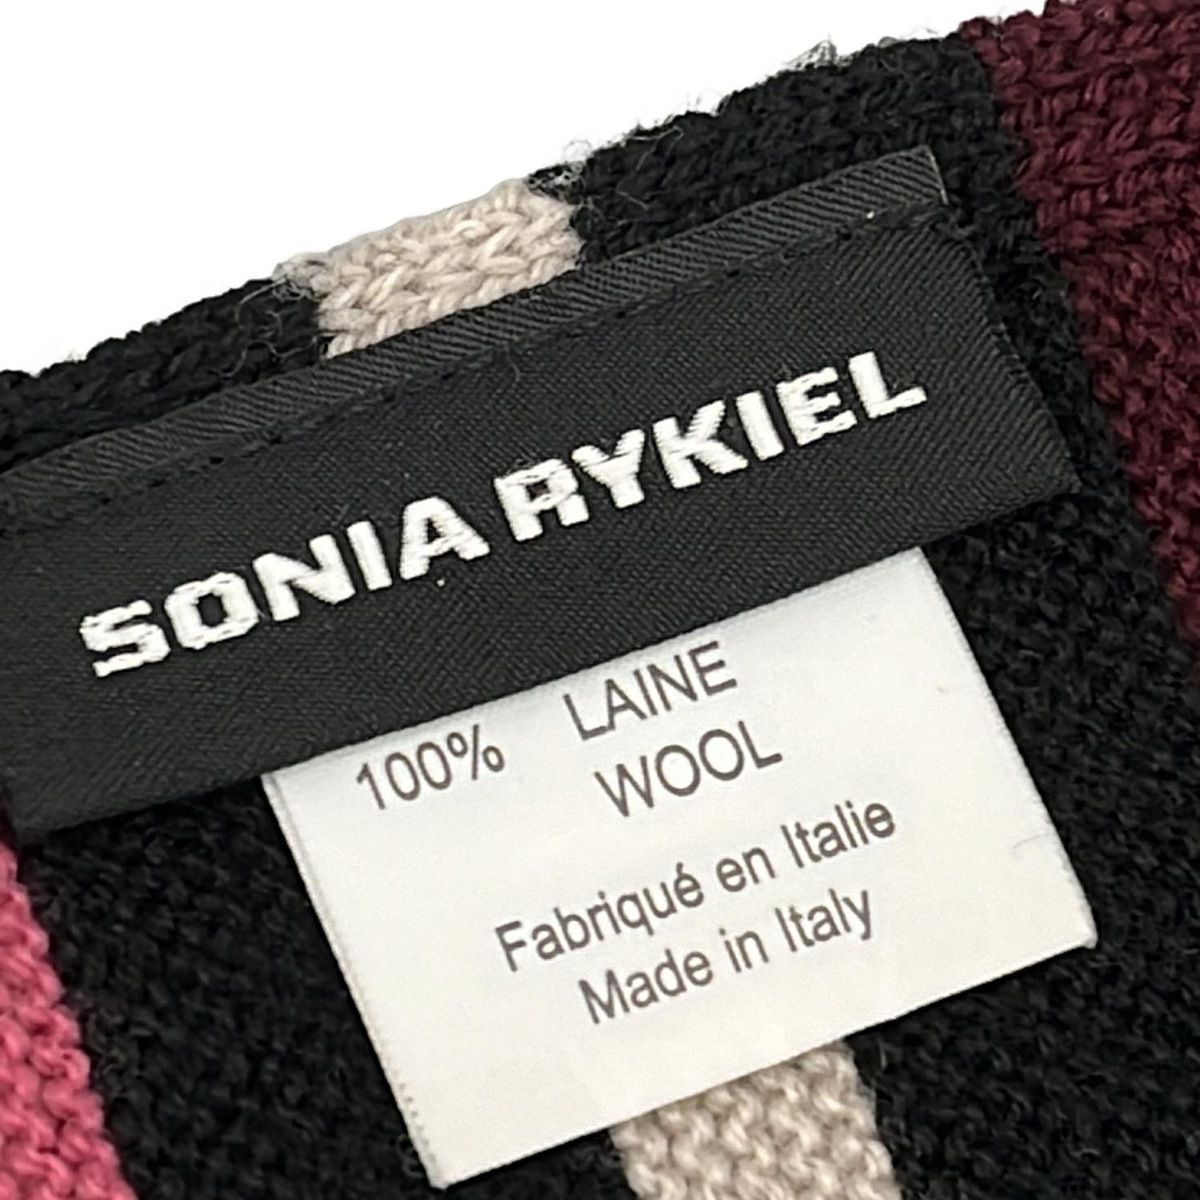 SONIA RYKIEL
100% LAINE
WOOL
Fabriqué en Italie
Made in Italy